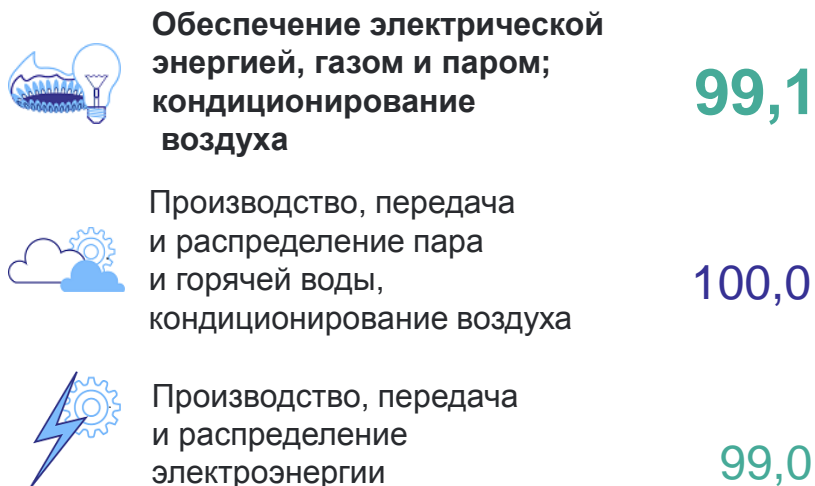 Обеспечение электрической
энергией, газом и паром;
кондиционирование
воздуха
99,1
Производство, передача
и распределение пара
и горячей воды,
кондиционирование воздуха
100,0
Производство, передача
и распределение
электроэнергии
99,0